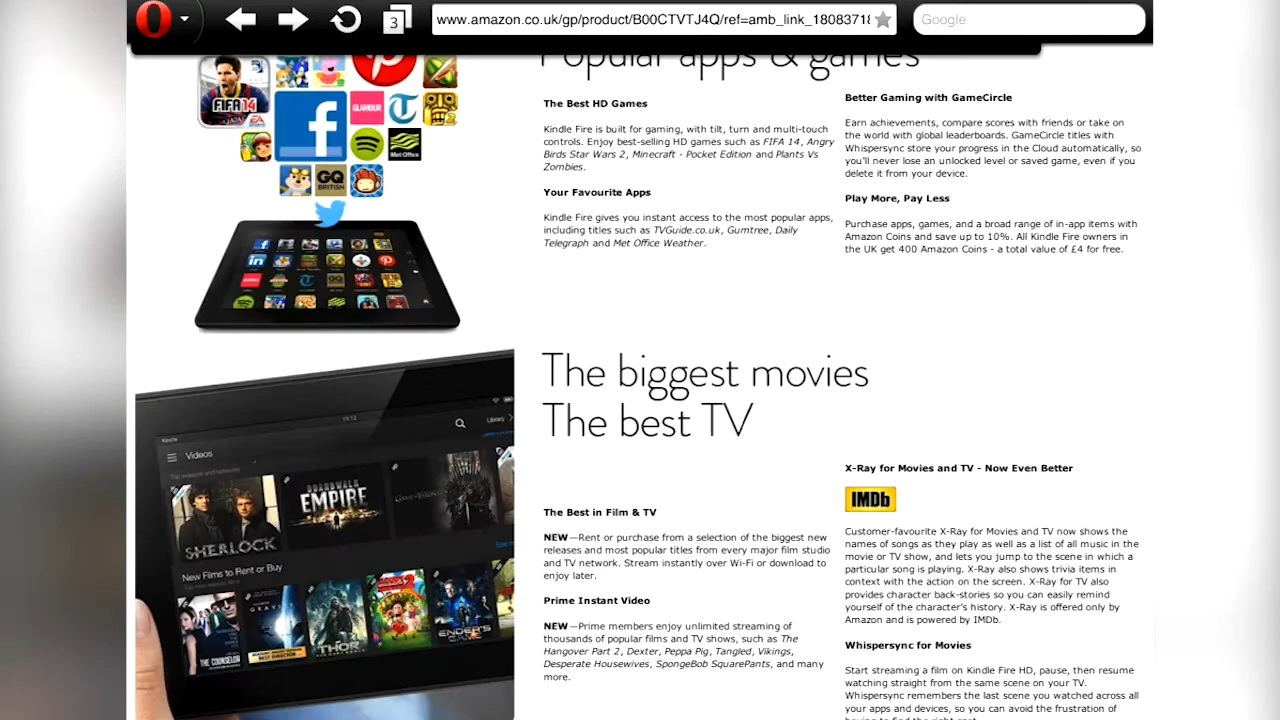 3
www.amazon.co.uk/gp/product/B00CTVTJ4Q/ref=amb_link_18083718
Google
Popular apps & games
FIFA 14
EA SPORTS
GLAMOUR
Met Office
GQ
BRITISH
The Best HD Games
Kindle Fire is built for gaming, with tilt, turn and multi-touch
controls. Enjoy best-selling HD games such as FIFA 14, Angry
Birds Star Wars 2, Minecraft - Pocket Edition and Plants Vs
Zombies.
Your Favourite Apps
Kindle Fire gives you instant access to the most popular apps,
including titles such as TVGuide.co.uk, Gumtree, Daily
Telegraph and Met Office Weather.
Better Gaming with GameCircle
Earn achievements, compare scores with friends or take on
the world with global leaderboards. GameCircle titles with
Whispersync store your progress in the Cloud automatically, so
you'll never lose an unlocked level or saved game, even if you
delete it from your device.
Play More, Pay Less
Purchase apps, games, and a broad range of in-app items with
Amazon Coins and save up to 10%. All Kindle Fire owners in
the UK get 400 Amazon Coins - a total value of £4 for free.
The biggest movies
The best TV
Kindle
15:12
Library
Videos
SHERLOCK
BOARDWALK
EMPIRE
New Films to Rent or Buy
THE COUNSELOR
GRAVI
THOR
ENDER'S
The Best in Film & TV
NEW—Rent or purchase from a selection of the biggest new
releases and most popular titles from every major film studio
and TV network. Stream instantly over Wi-Fi or download to
enjoy later.
Prime Instant Video
NEW—Prime members enjoy unlimited streaming of
thousands of popular films and TV shows, such as The
Hangover Part 2, Dexter, Peppa Pig, Tangled, Vikings,
Desperate Housewives, SpongeBob SquarePants, and many
more.
X-Ray for Movies and TV - Now Even Better
IMDb
Customer-favourite X-Ray for Movies and TV now shows the
names of songs as they play as well as a list of all music in the
movie or TV show, and lets you jump to the scene in which a
particular song is playing. X-Ray also shows trivia items in
context with the action on the screen. X-Ray for TV also
provides character back-stories so you can easily remind
yourself of the character's history. X-Ray is offered only by
Amazon and is powered by IMDb.
Whispersync for Movies
Start streaming a film on Kindle Fire HD, pause, then resume
watching straight from the same scene on your TV.
Whispersync remembers the last scene you watched across all
your apps and devices, so you can avoid the frustration of